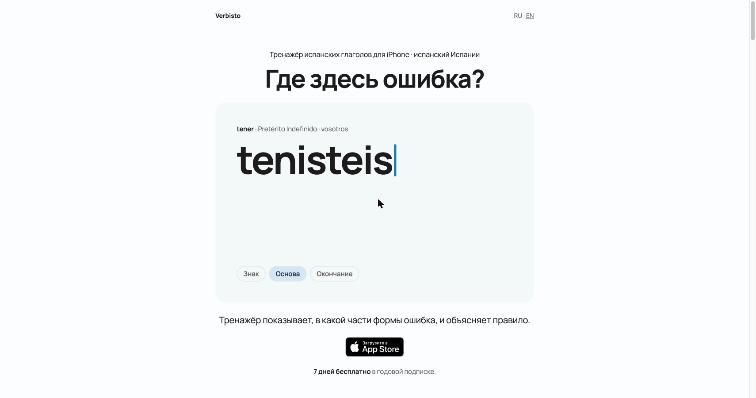 Verbisto
RU EN
Тренажёр испанских глаголов для iPhone · испанский Испании
Где здесь ошибка?
tener · Pretérito Indefinido · vosotros
tenisteis
Знак Основа Окончание
Тренажёр показывает, в какой части формы ошибка, и объясняет правило.
Загрузите в
App Store
7 дней бесплатно в годовой подписке.